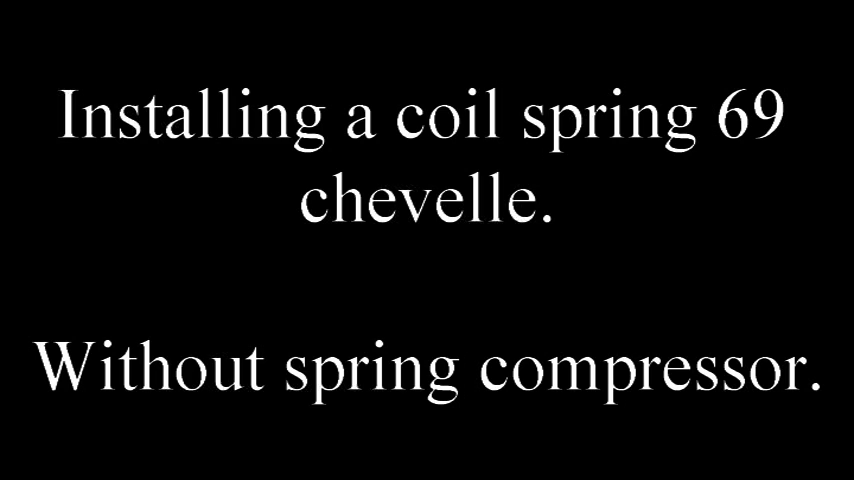 Installing a coil spring 69
chevelle.
Without spring compressor.